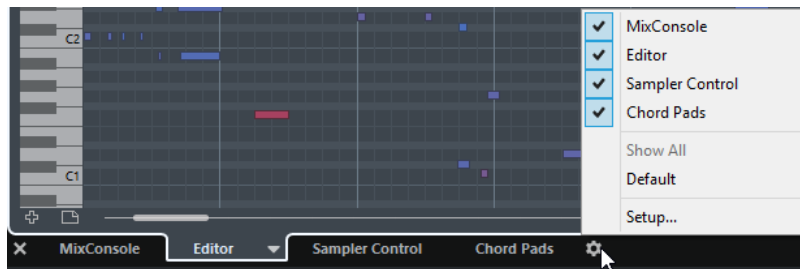 C2
C1
MixConsole
Editor
Sampler Control
Chord Pads
Show All
Default
Setup...
MixConsole Editor Sampler Control Chord Pads